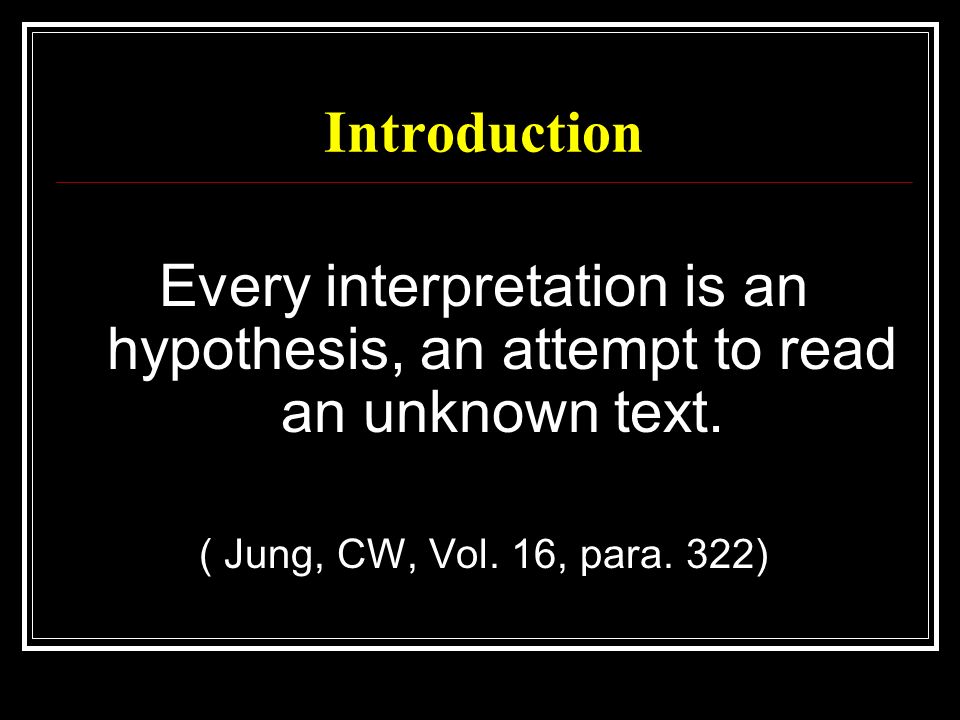 Introduction
Every interpretation is an
hypothesis, an attempt to read
an unknown text.
( Jung, CW, Vol. 16, para. 322)